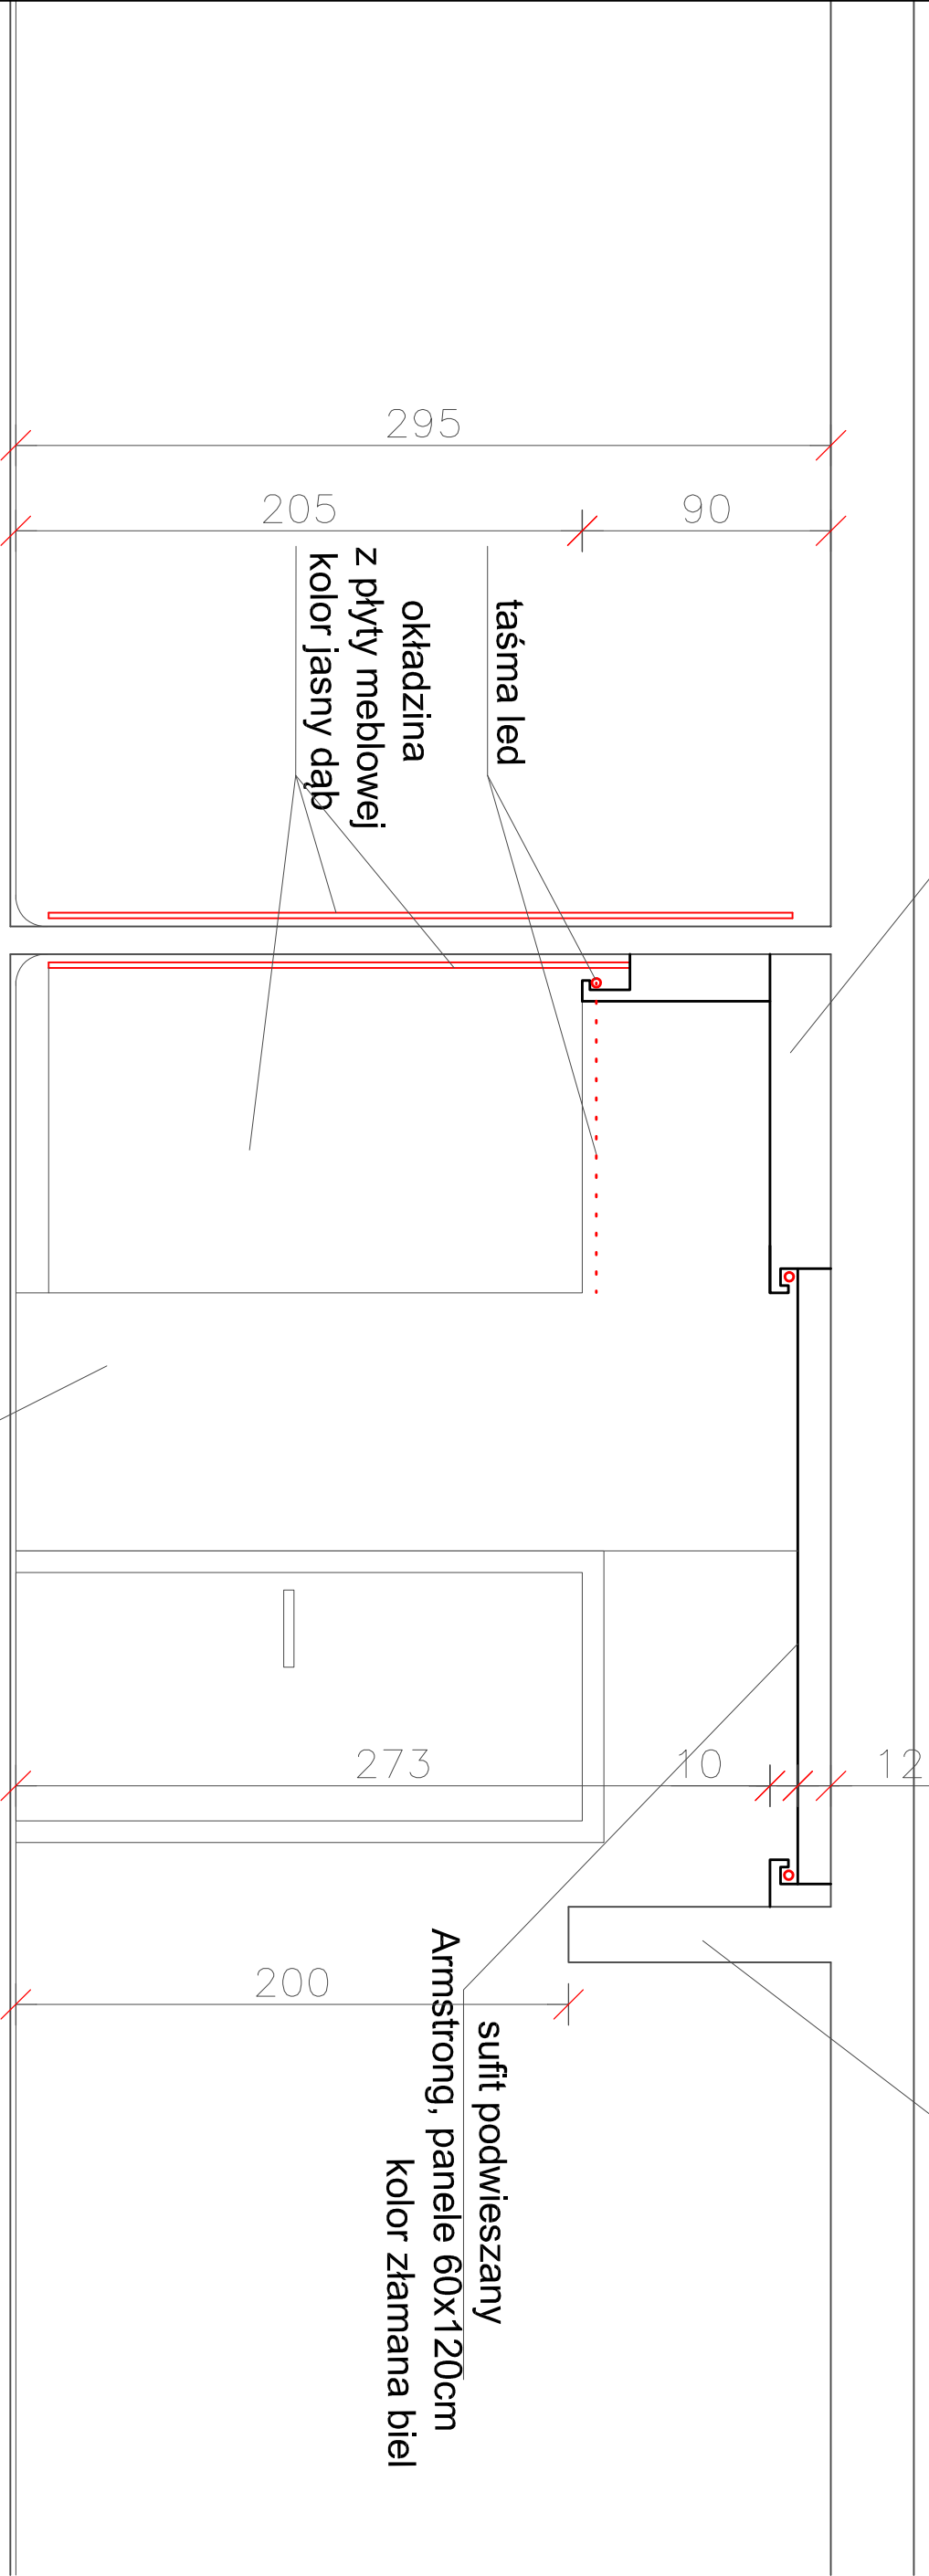 295
205
90
taśma led
okładzina
z płyty meblowej
kolor jasny dąb
273
10
12
200
sufit podwieszany
Armstrong, panele 60x120cm
kolor złamana biel